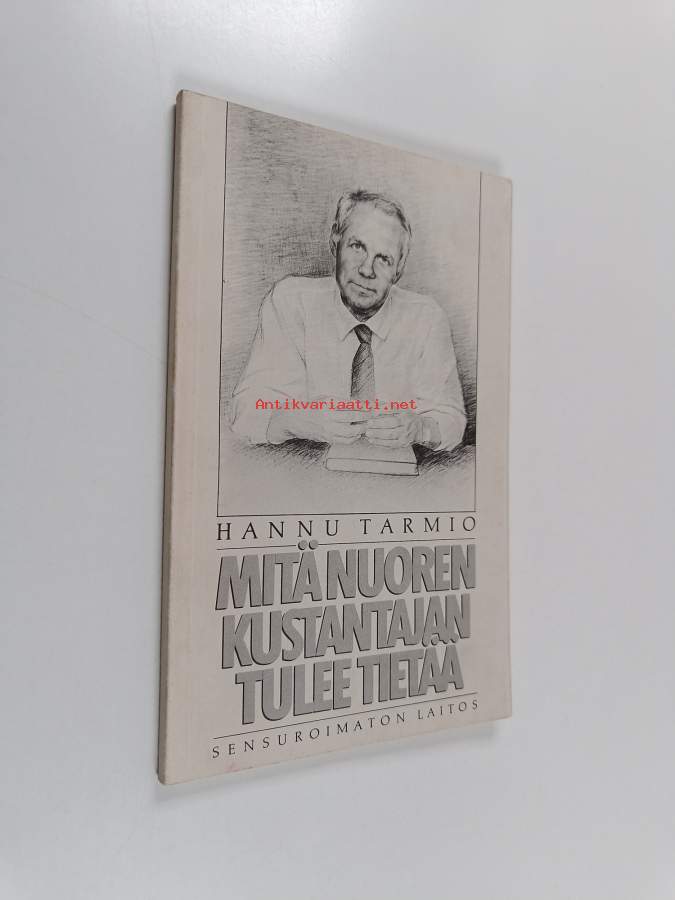 Antikvariaatti.net
HANNU TARMIO
MITÄ NUOREN
KUSTANTAJAN
TULEE TIETÄÄ
SENSUROIMATON LAITOS